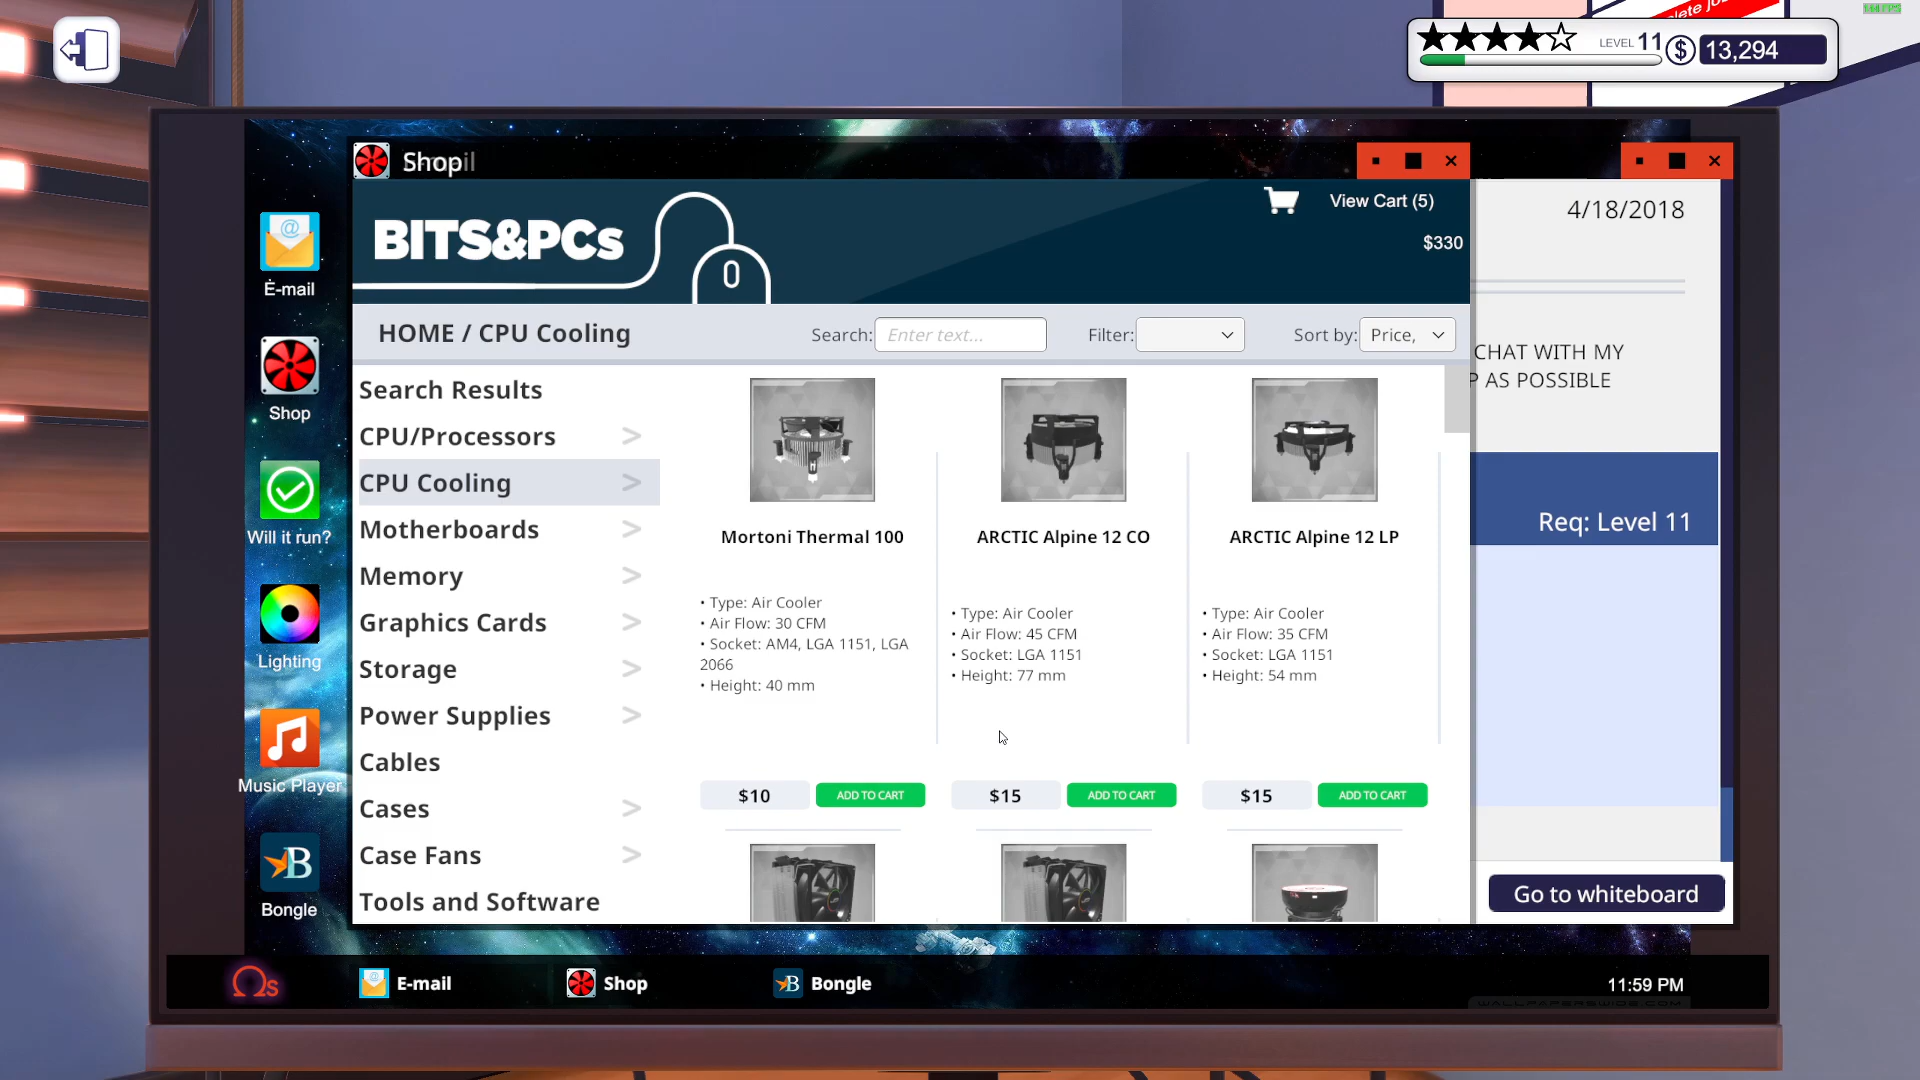 lete JO
LEVEL 11
$ 13,294
Shopil
4/18/2018
BITS&PCs
View Cart (5)
$330
HOME / CPU Cooling
Search: Enter text...
Filter:
Sort by: Price,
CHAT WITH MY
P AS POSSIBLE
Req: Level 11
Go to whiteboard
E-mail
Shop
Will it run?
Lighting
Music Player
Bongle
Search Results
CPU/Processors >
CPU Cooling >
Motherboards >
Memory >
Graphics Cards >
Storage >
Power Supplies >
Cables
Cases >
Case Fans >
Tools and Software
Mortoni Thermal 100
• Type: Air Cooler
• Air Flow: 30 CFM
• Socket: AM4, LGA 1151, LGA
2066
• Height: 40 mm
$10 ADD TO CART
ARCTIC Alpine 12 CO
• Type: Air Cooler
• Air Flow: 45 CFM
• Socket: LGA 1151
• Height: 77 mm
$15 ADD TO CART
ARCTIC Alpine 12 LP
• Type: Air Cooler
• Air Flow: 35 CFM
• Socket: LGA 1151
• Height: 54 mm
$15 ADD TO CART
Ωs
E-mail
Shop
Bongle
11:59 PM